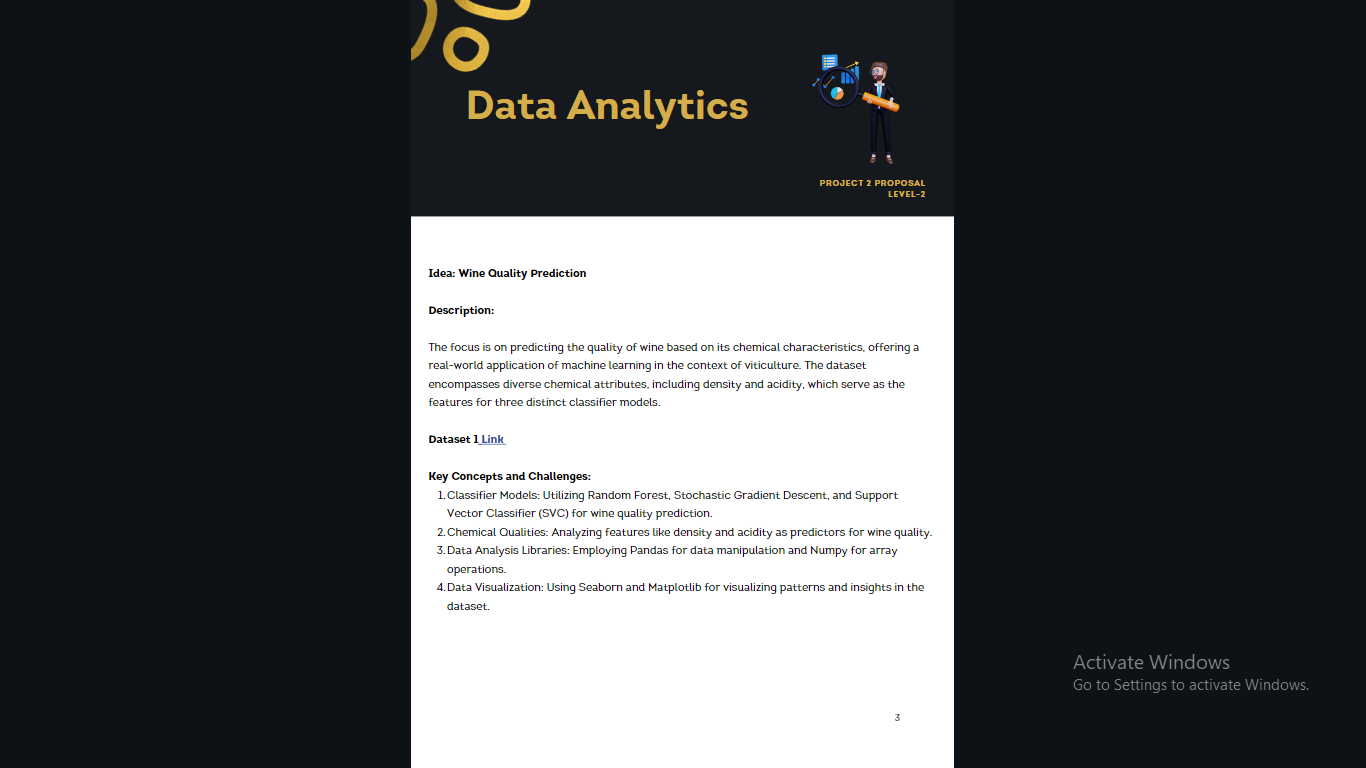 Data Analytics
PROJECT 2 PROPOSAL
LEVEL-2
Idea: Wine Quality Prediction
Description:
The focus is on predicting the quality of wine based on its chemical characteristics, offering a
real-world application of machine learning in the context of viticulture. The dataset
encompasses diverse chemical attributes, including density and acidity, which serve as the
features for three distinct classifier models.
Dataset 1 Link
Key Concepts and Challenges:
1. Classifier Models: Utilizing Random Forest, Stochastic Gradient Descent, and Support
Vector Classifier (SVC) for wine quality prediction.
2. Chemical Qualities: Analyzing features like density and acidity as predictors for wine quality.
3. Data Analysis Libraries: Employing Pandas for data manipulation and Numpy for array
operations.
4. Data Visualization: Using Seaborn and Matplotlib for visualizing patterns and insights in the
dataset.
Activate Windows
Go to Settings to activate Windows.
3